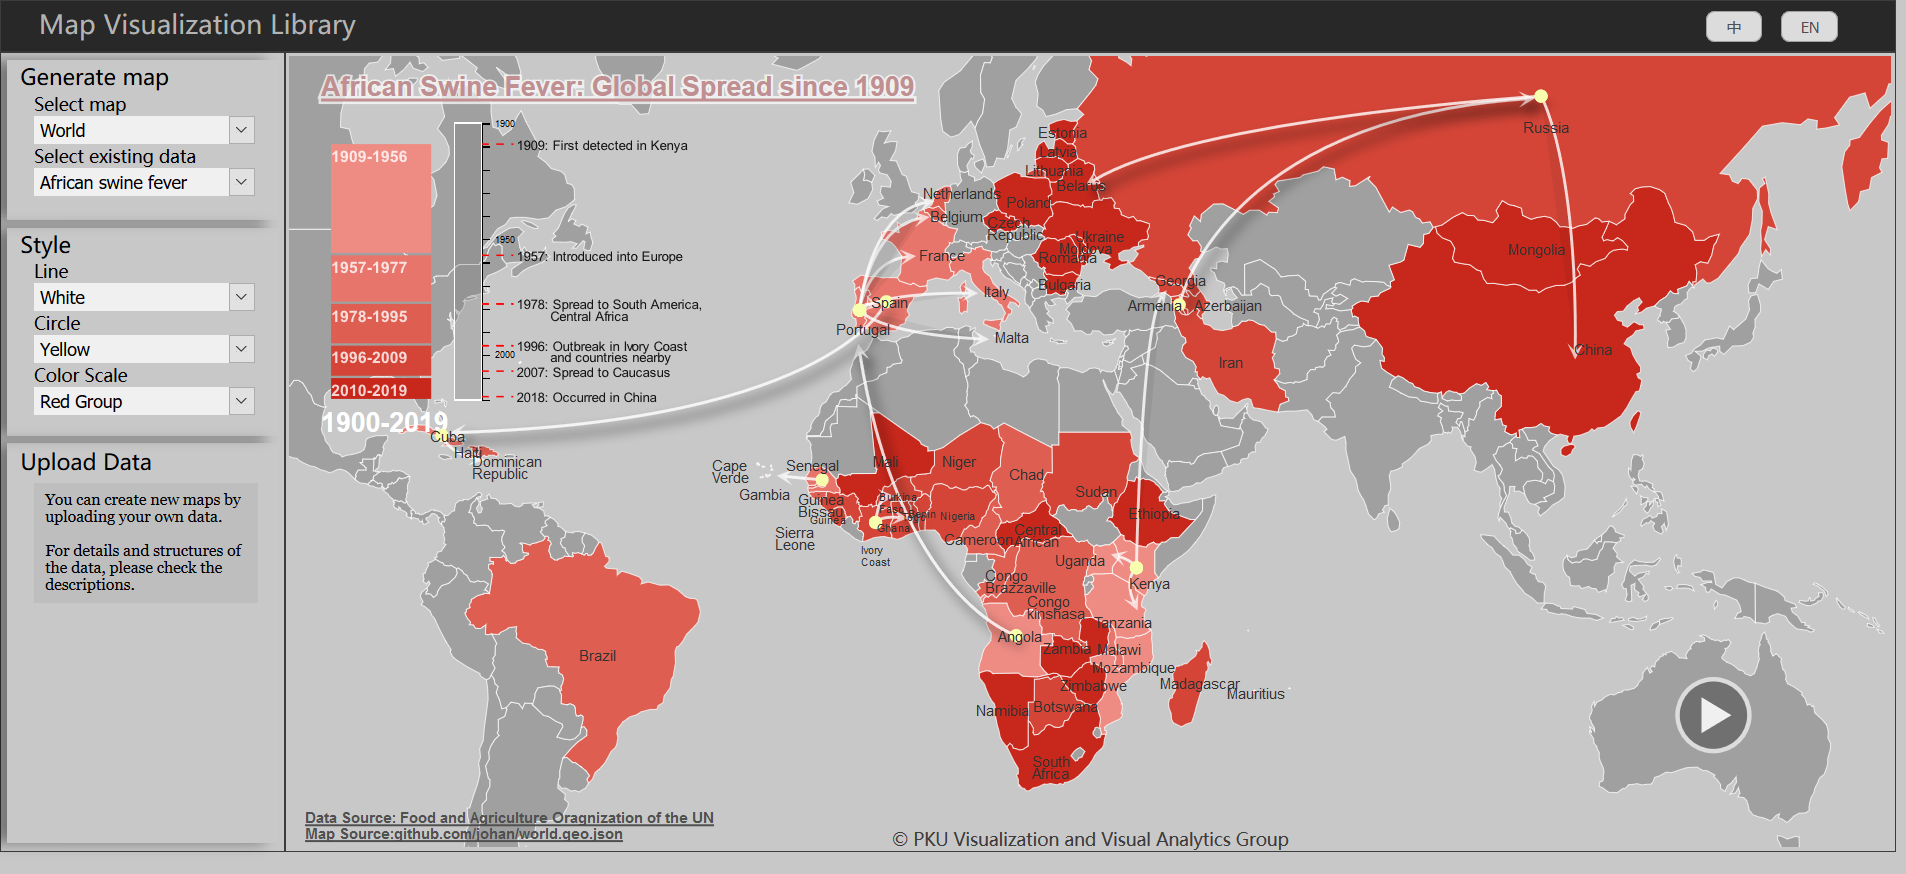 Map Visualization Library
中
EN
Generate map
Select map
World
Select existing data
African swine fever
Style
Line
White
Circle
Yellow
Color Scale
Red Group
Upload Data
You can create new maps by
uploading your own data.
For details and structures of
the data, please check the
descriptions.
African Swine Fever: Global Spread since 1909
1909-1956
1957-1977
1978-1995
1996-2009
2010-2019
1900-2019
1900
1950
2000
1909: First detected in Kenya
1957: Introduced into Europe
1978: Spread to South America,
Central Africa
1996: Outbreak in Ivory Coast
and countries nearby
2007: Spread to Caucasus
2018: Occurred in China
Russia
Estonia
Latvia
Lithuania
Belarus
Netherlands
Poland
Belgium
Czech
Republic
Ukraine
Moldova
Romania
France
Bulgaria
Georgia
Italy
Spain
Armenia
Azerbaijan
Portugal
Malta
Mongolia
China
Iran
Cuba
Haiti
Dominican
Republic
Cape
Verde
Senegal
Gambia
Mali
Niger
Chad
Sudan
Guinea
Bissau
Guinea
Burkina
Faso
Benin
Togo
Nigeria
Ghana
Ethiopia
Sierra
Leone
Ivory
Coast
Cameroon
Central
African
Uganda
Kenya
Congo
Brazzaville
Congo
kinshasa
Tanzania
Angola
Zambia
Malawi
Mozambique
Zimbabwe
Madagascar
Mauritius
Namibia
Botswana
South
Africa
Brazil
Data Source: Food and Agriculture Oragnization of the UN
Map Source:github.com/johan/world.geo.json
© PKU Visualization and Visual Analytics Group